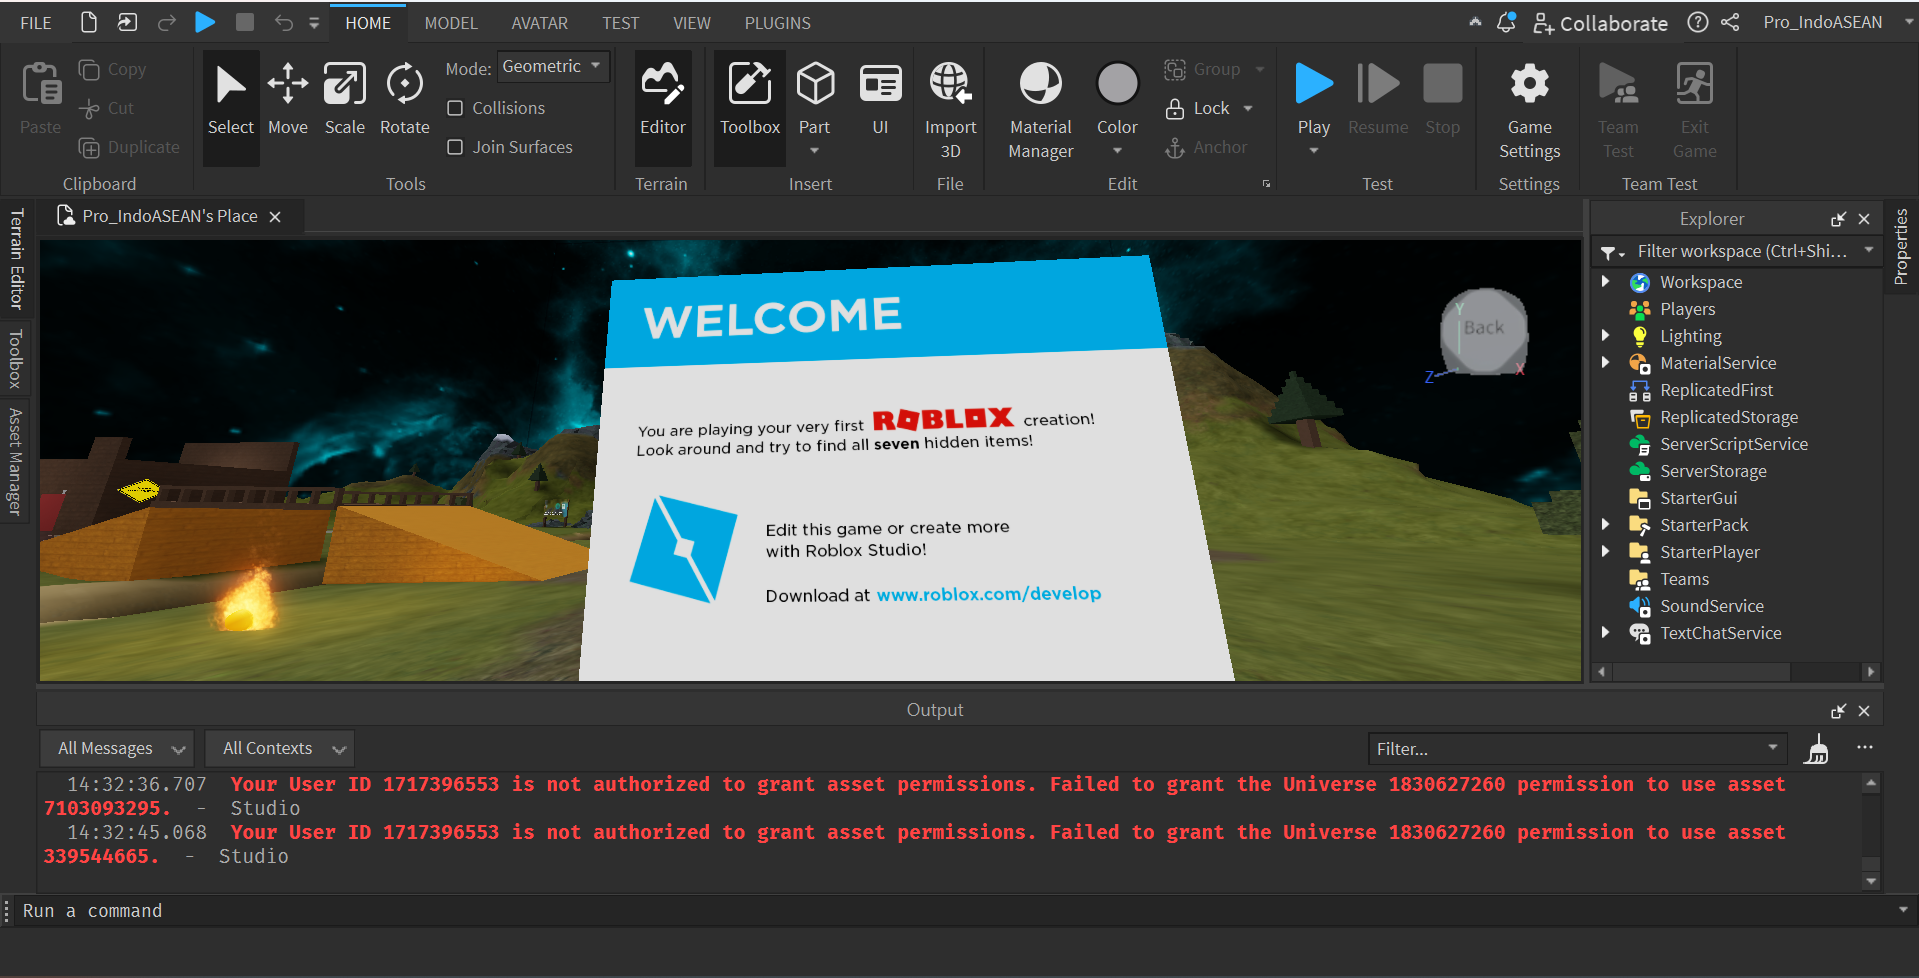 FILE HOME MODEL AVATAR TEST VIEW PLUGINS Collaborate Pro_IndoASEAN
Paste
Copy
Cut
Duplicate
Clipboard
Select Move Scale Rotate
Mode: Geometric
Collisions
Join Surfaces
Tools
Editor
Terrain
Toolbox Part UI
Insert
Import
3D
File
Material
Manager
Color
Group
Lock
Anchor
Edit
Play Resume Stop
Test
Game
Settings
Settings
Team
Test
Exit
Game
Team Test
Terrain Editor
Toolbox
Asset Manager
Pro_IndoASEAN's Place
WELCOME
You are playing your very first ROBLOX creation!
Look around and try to find all seven hidden items!
Edit this game or create more
with Roblox Studio!
Download at www.roblox.com/develop
Y
Back
Z
X
Explorer
Filter workspace (Ctrl+Shi...
Workspace
Players
Lighting
MaterialService
ReplicatedFirst
ReplicatedStorage
ServerScriptService
ServerStorage
StarterGui
StarterPack
StarterPlayer
Teams
SoundService
TextChatService
Properties
Output
All Messages All Contexts Filter...
14:32:36.707 Your User ID 1717396553 is not authorized to grant asset permissions. Failed to grant the Universe 1830627260 permission to use asset
7103093295. - Studio
14:32:45.068 Your User ID 1717396553 is not authorized to grant asset permissions. Failed to grant the Universe 1830627260 permission to use asset
339544665. - Studio
Run a command